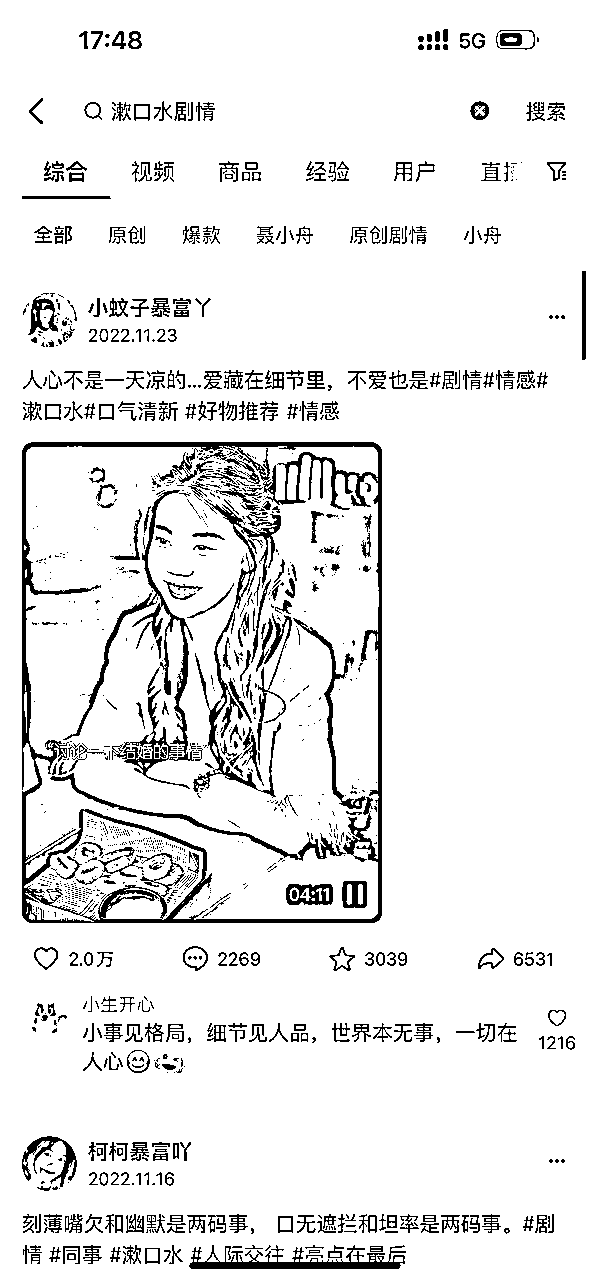 17:48
5G
漱口水剧情
搜索
综合 视频 商品 经验 用户
全部 原创 爆款 聂小舟 原创剧情 小舟
小蚊子暴富丫
2022.11.23
人心不是一天凉的...爱藏在细节里，不爱也是#剧情#情感#
漱口水#口气清新 #好物推荐 #情感
讨论一下结婚的事情
04:11
2.0万 2269 3039 6531
小生开心
小事见格局，细节见人品，世界本无事，一切在
人心
1216
柯柯暴富吖
2022.11.16
刻薄嘴欠和幽默是两码事， 口无遮拦和坦率是两码事。#剧
情 #同事 #漱口水 #人际交往 #亮点在最后